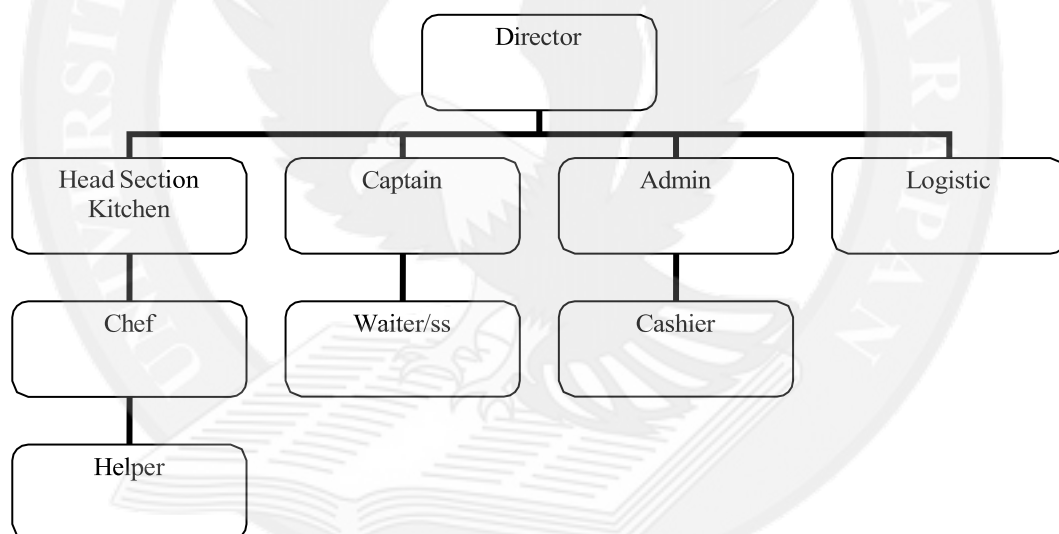 Director
Head Section
Kitchen
Captain
Admin
Logistic
Chef
Waiter/ss
Cashier
Helper